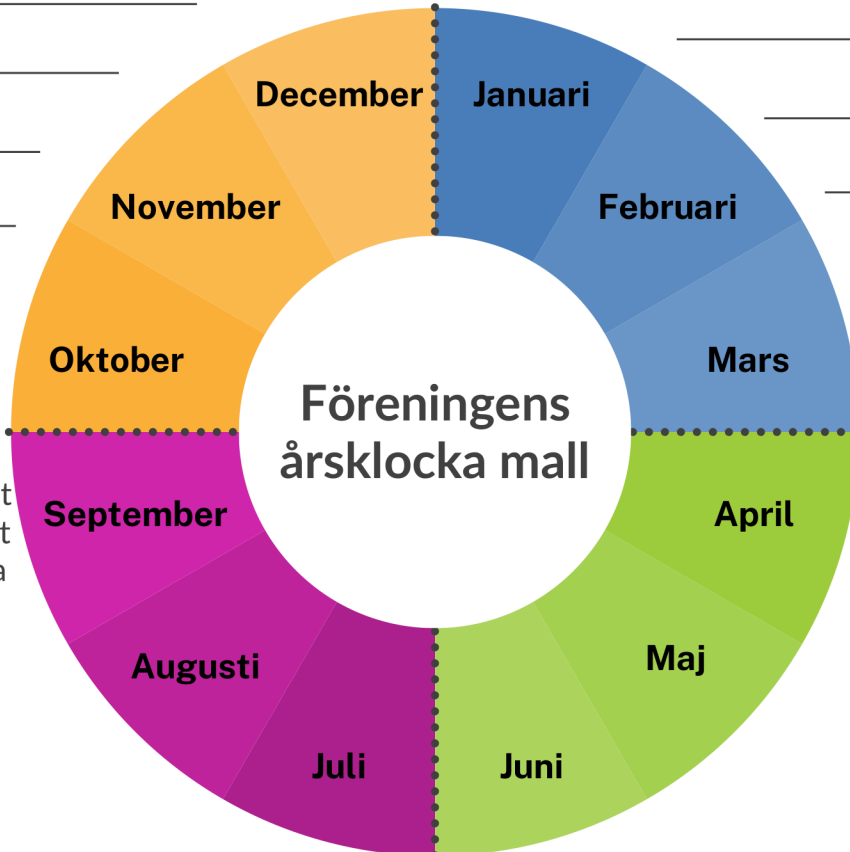 December
Januari
November
Februari
Oktober
Mars
Föreningens
årsklocka mall
September
April
Augusti
Maj
Juli
Juni